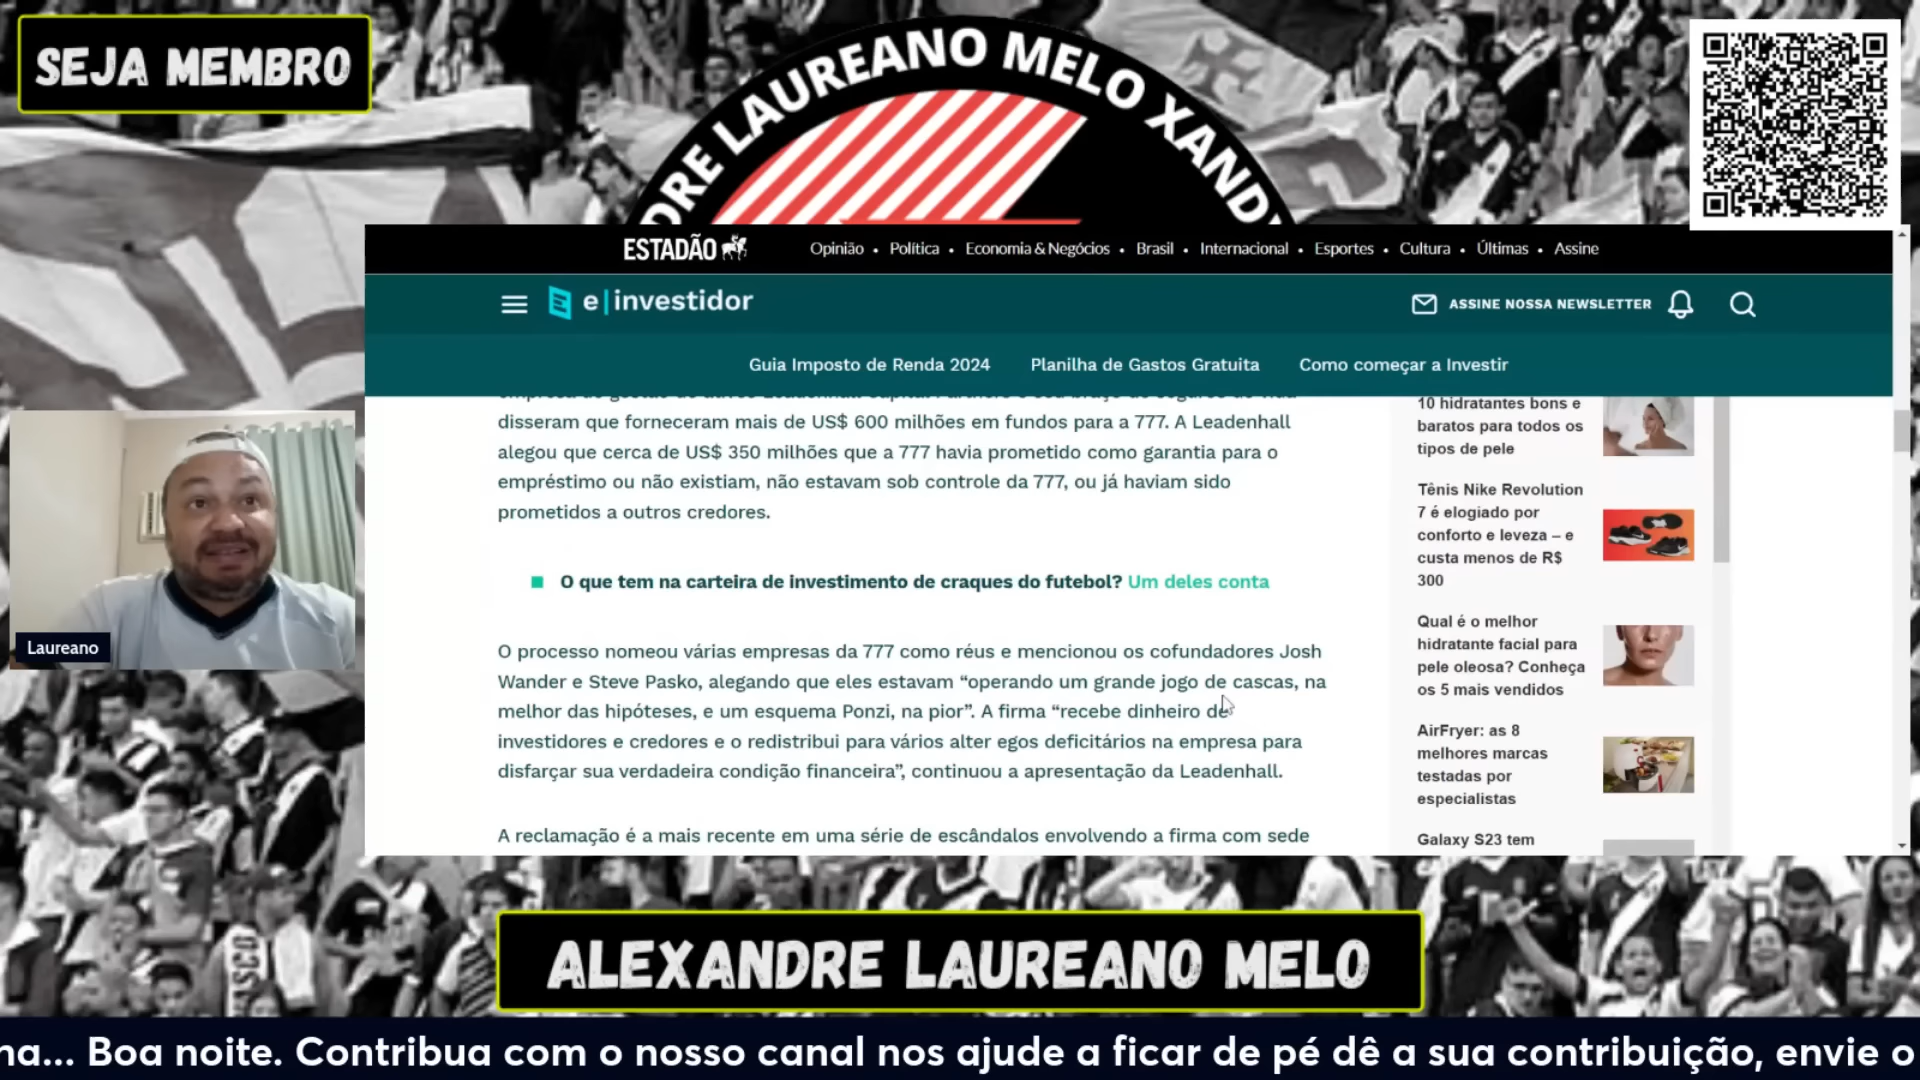 SEJA MEMBRO
DRE LAUREANO MELO XAND
ESTADÃO
Opinião • Política • Economia & Negócios • Brasil • Internacional • Esportes • Cultura • Últimas • Assine
e|investidor
ASSINE NOSSA NEWSLETTER
Guia Imposto de Renda 2024 Planilha de Gastos Gratuita Como começar a Investir
disseram que forneceram mais de US$ 600 milhões em fundos para a 777. A Leadenhall
alegou que cerca de US$ 350 milhões que a 777 havia prometido como garantia para o
empréstimo ou não existiam, não estavam sob controle da 777, ou já haviam sido
prometidos a outros credores.
O que tem na carteira de investimento de craques do futebol? Um deles conta
O processo nomeou várias empresas da 777 como réus e mencionou os cofundadores Josh
Wander e Steve Pasko, alegando que eles estavam “operando um grande jogo de cascas, na
melhor das hipóteses, e um esquema Ponzi, na pior”. A firma “recebe dinheiro de
investidores e credores e o redistribui para vários alter egos deficitários na empresa para
disfarçar sua verdadeira condição financeira”, continuou a apresentação da Leadenhall.
A reclamação é a mais recente em uma série de escândalos envolvendo a firma com sede
10 hidratantes bons e
baratos para todos os
tipos de pele
Tênis Nike Revolution
7 é elogiado por
conforto e leveza – e
custa menos de R$
300
Qual é o melhor
hidratante facial para
pele oleosa? Conheça
os 5 mais vendidos
AirFryer: as 8
melhores marcas
testadas por
especialistas
Galaxy S23 tem
Laureano
ALEXANDRE LAUREANO MELO
na... Boa noite. Contribua com o nosso canal nos ajude a ficar de pé dê a sua contribuição, envie o